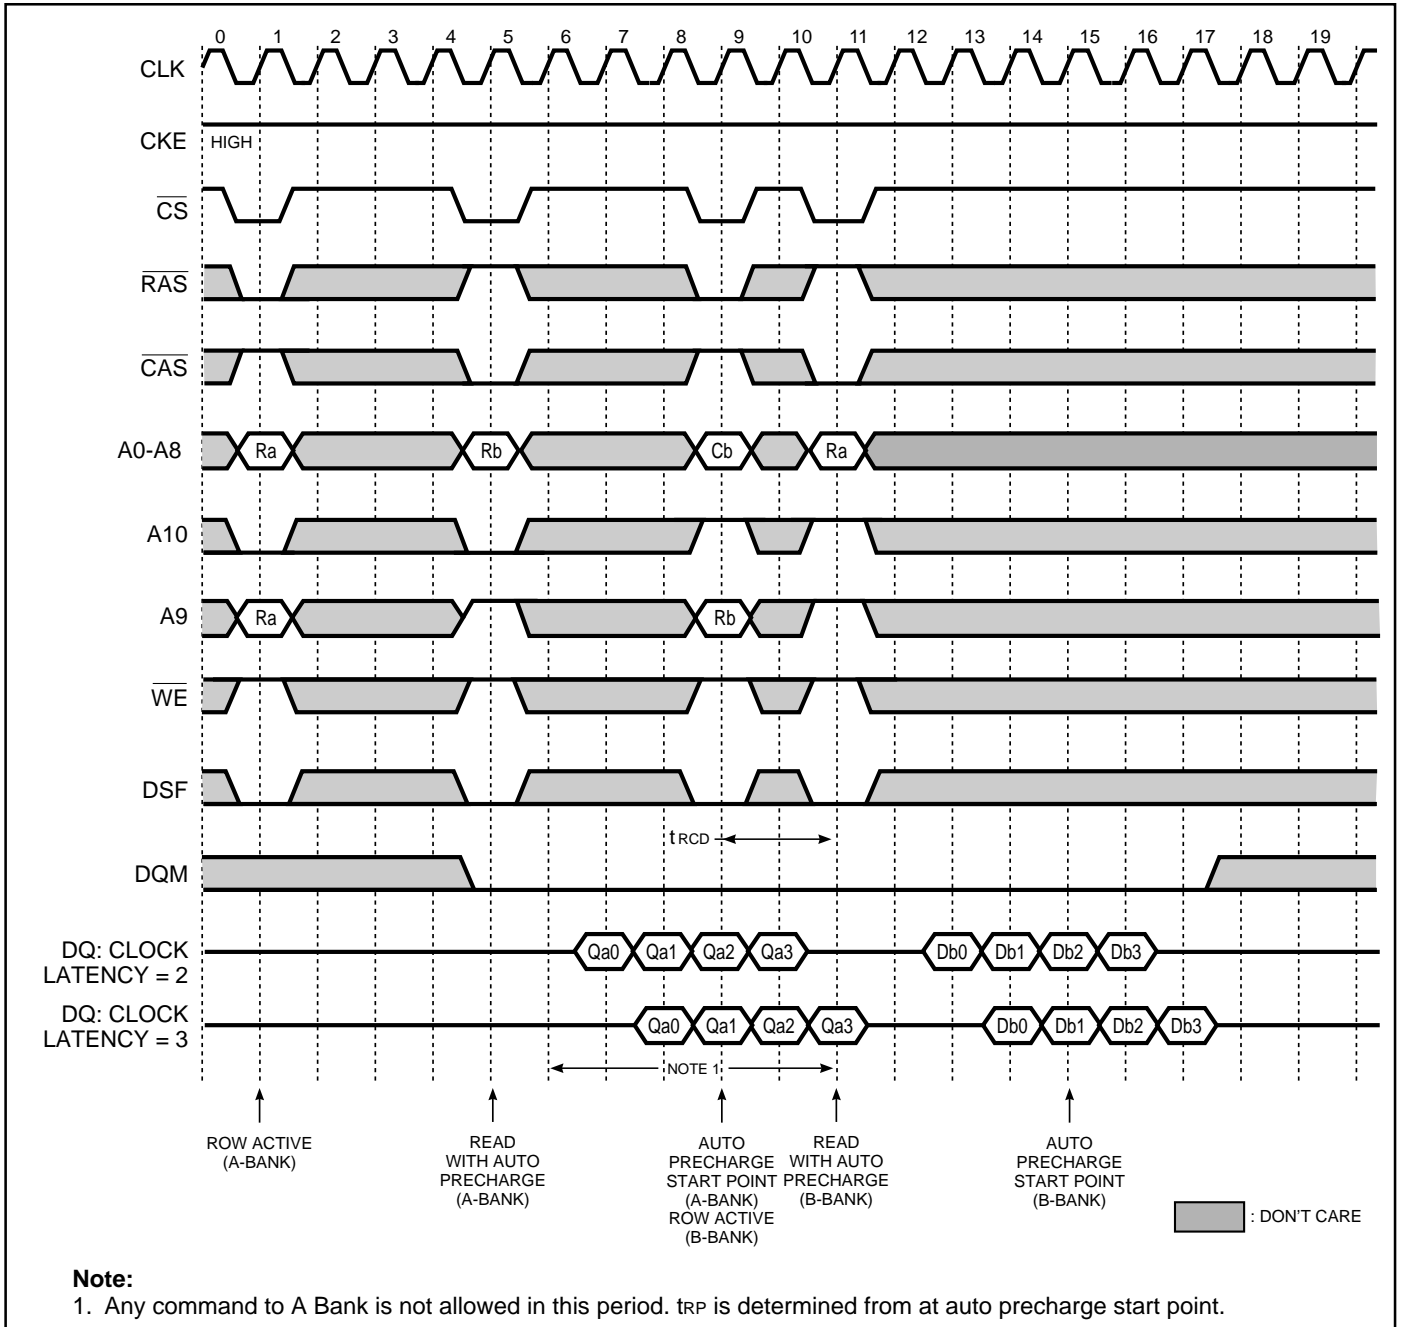 0 1 2 3 4 5 6 7 8 9 10 11 12 13 14 15 16 17 18 19
CLK
CKE HIGH
CS
RAS
CAS
A0-A8 Ra Rb Cb Ra
A10
A9 Ra Rb
WE
DSF
tRCD
DQM
DQ: CLOCK
LATENCY = 2
Qa0 Qa1 Qa2 Qa3 Db0 Db1 Db2 Db3
DQ: CLOCK
LATENCY = 3
Qa0 Qa1 Qa2 Qa3 Db0 Db1 Db2 Db3
NOTE 1
ROW ACTIVE
(A-BANK)
READ
WITH AUTO
PRECHARGE
(A-BANK)
AUTO
PRECHARGE
START POINT
(A-BANK)
ROW ACTIVE
(B-BANK)
READ
WITH AUTO
PRECHARGE
(B-BANK)
AUTO
PRECHARGE
START POINT
(B-BANK)
: DON'T CARE
Note:
1. Any command to A Bank is not allowed in this period. tRP is determined from at auto precharge start point.